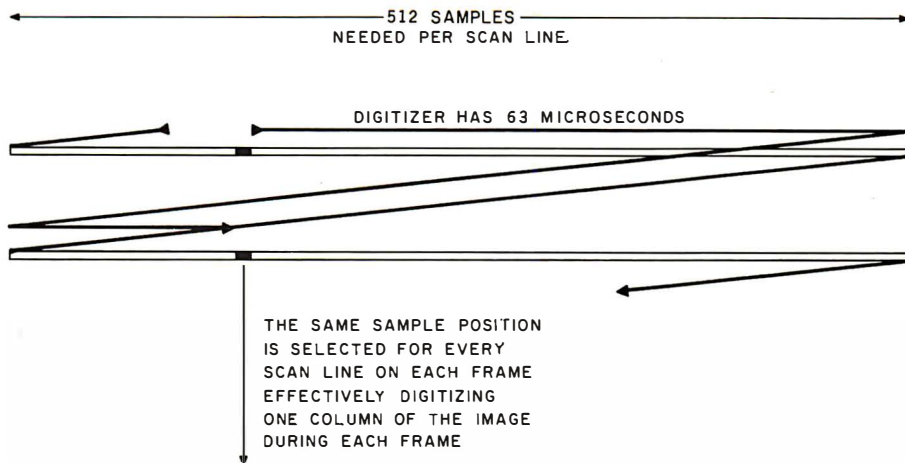 512 SAMPLES
NEEDED PER SCAN LINE
DIGITIZER HAS 63 MICROSECONDS
THE SAME SAMPLE POSITION
IS SELECTED FOR EVERY
SCAN LINE ON EACH FRAME
EFFECTIVELY DIGITIZING
ONE COLUMN OF THE IMAGE
DURING EACH FRAME